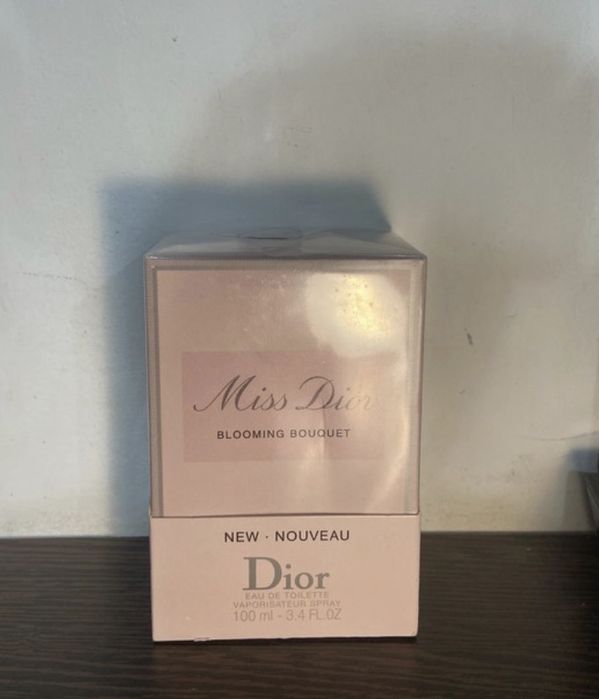 Miss Dior
BLOOMING BOUQUET
NEW · NOUVEAU
Dior
EAU DE TOILETTE
VAPORISATEUR SPRAY
100 ml - 3.4 FL.OZ